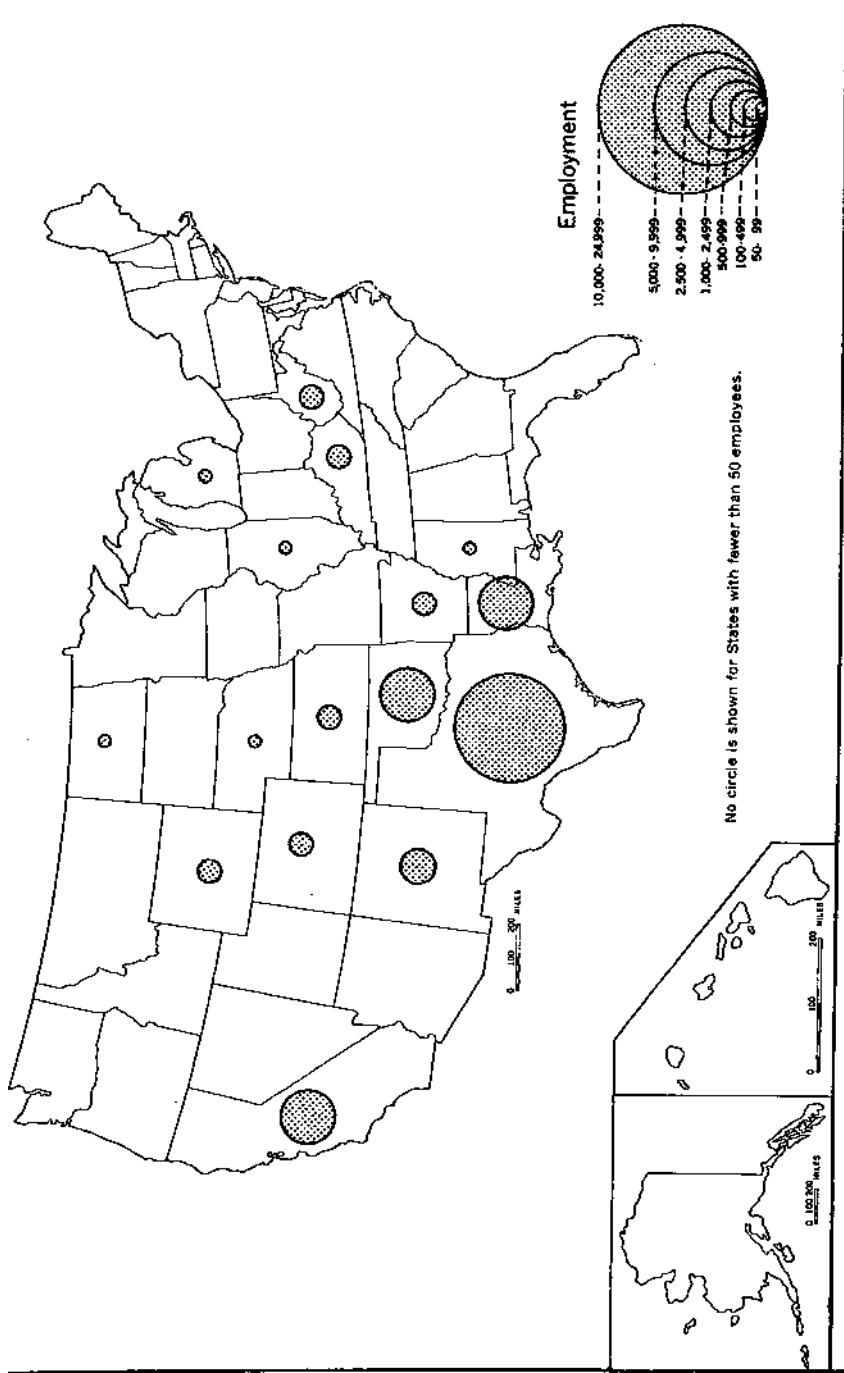 Employment
10,000- 24,999
5,000 - 9,999
2,500 - 4,999
1,000- 2,499
500-999
100-499
50- 99
No circle is shown for States with fewer than 50 employees.
0 100 200
MILES
0 100 200
MILES
0 100 200
MILES